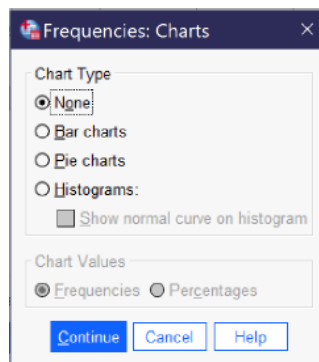 Frequencies: Charts
Chart Type
None
Bar charts
Pie charts
Histograms:
Show normal curve on histogram
Chart Values
Frequencies Percentages
Continue Cancel Help